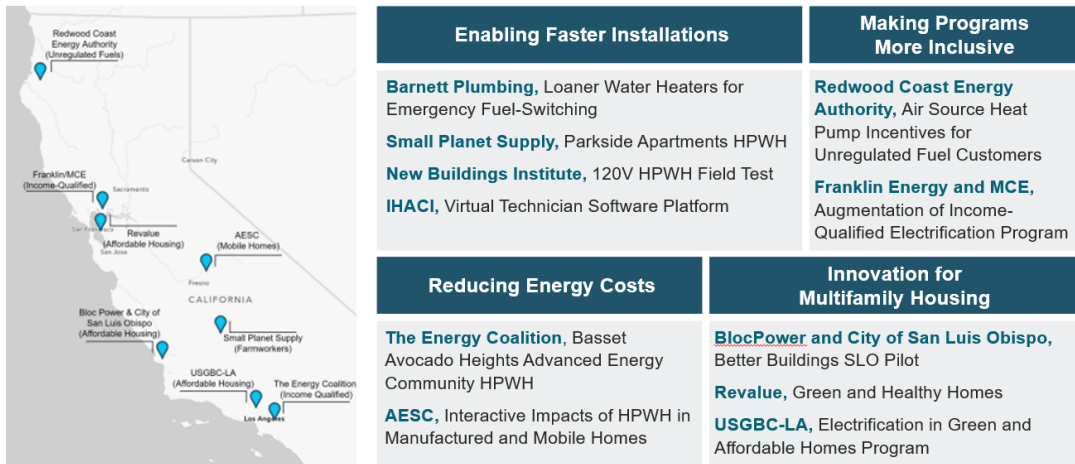 Redwood Coast
Energy Authority
(Unregulated Fuels)
Carson City
Franklin/MCE
(Income-Qualified)
Sacramento
San Francisco
Revalue
(Affordable Housing)
San Jose
AESC
(Mobile Homes)
Fresno
CALIFORNIA
Bloc Power & City of
San Luis Obispo
(Affordable Housing)
Small Planet Supply
(Farmworkers)
USGBC-LA
(Affordable Housing)
The Energy Coalition
(Income Qualified)
Los Angeles
Enabling Faster Installations
Barnett Plumbing, Loaner Water Heaters for
Emergency Fuel-Switching
Small Planet Supply, Parkside Apartments HPWH
New Buildings Institute, 120V HPWH Field Test
IHACI, Virtual Technician Software Platform
Making Programs
More Inclusive
Redwood Coast Energy
Authority, Air Source Heat
Pump Incentives for
Unregulated Fuel Customers
Franklin Energy and MCE,
Augmentation of Income-
Qualified Electrification Program
Reducing Energy Costs
The Energy Coalition, Basset
Avocado Heights Advanced Energy
Community HPWH
AESC, Interactive Impacts of HPWH in
Manufactured and Mobile Homes
Innovation for
Multifamily Housing
BlocPower and City of San Luis Obispo,
Better Buildings SLO Pilot
Revalue, Green and Healthy Homes
USGBC-LA, Electrification in Green and
Affordable Homes Program